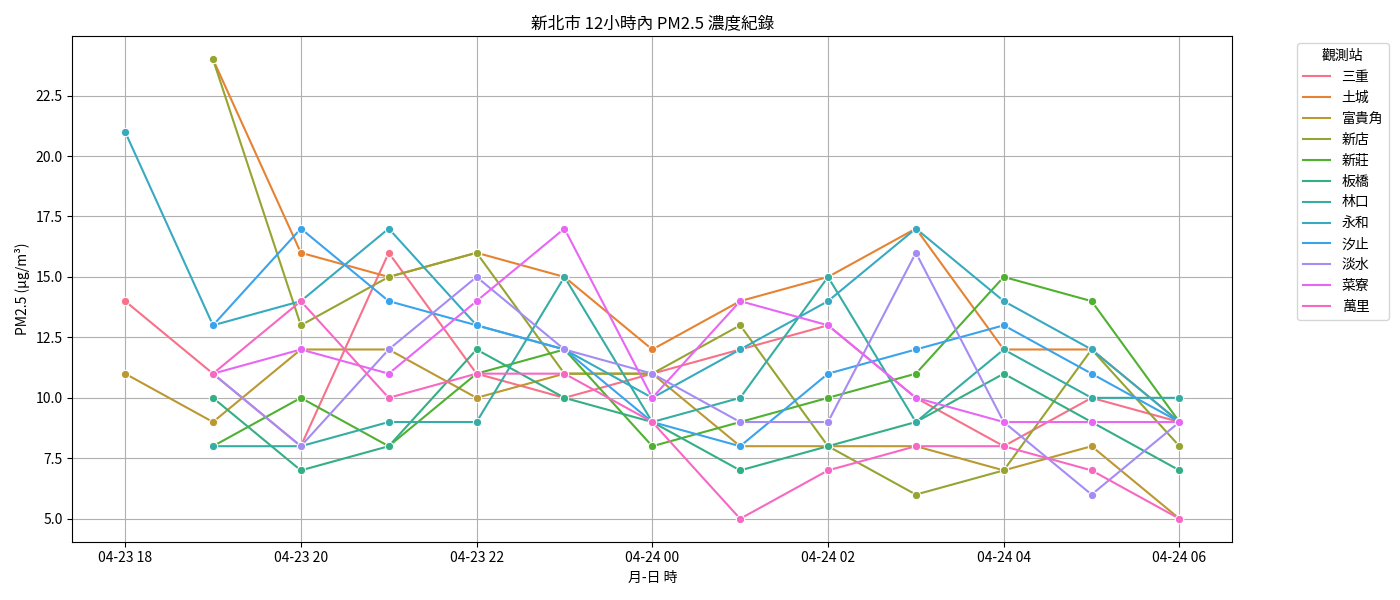 新北市 12小時內 PM2.5 濃度紀錄
PM2.5 (μg/m³)
22.5
20.0
17.5
15.0
12.5
10.0
7.5
5.0
04-23 18
04-23 20
04-23 22
04-24 00
04-24 02
04-24 04
04-24 06
月-日 時
觀測站
三重
土城
富貴角
新店
新莊
板橋
林口
永和
汐止
淡水
菜寮
萬里